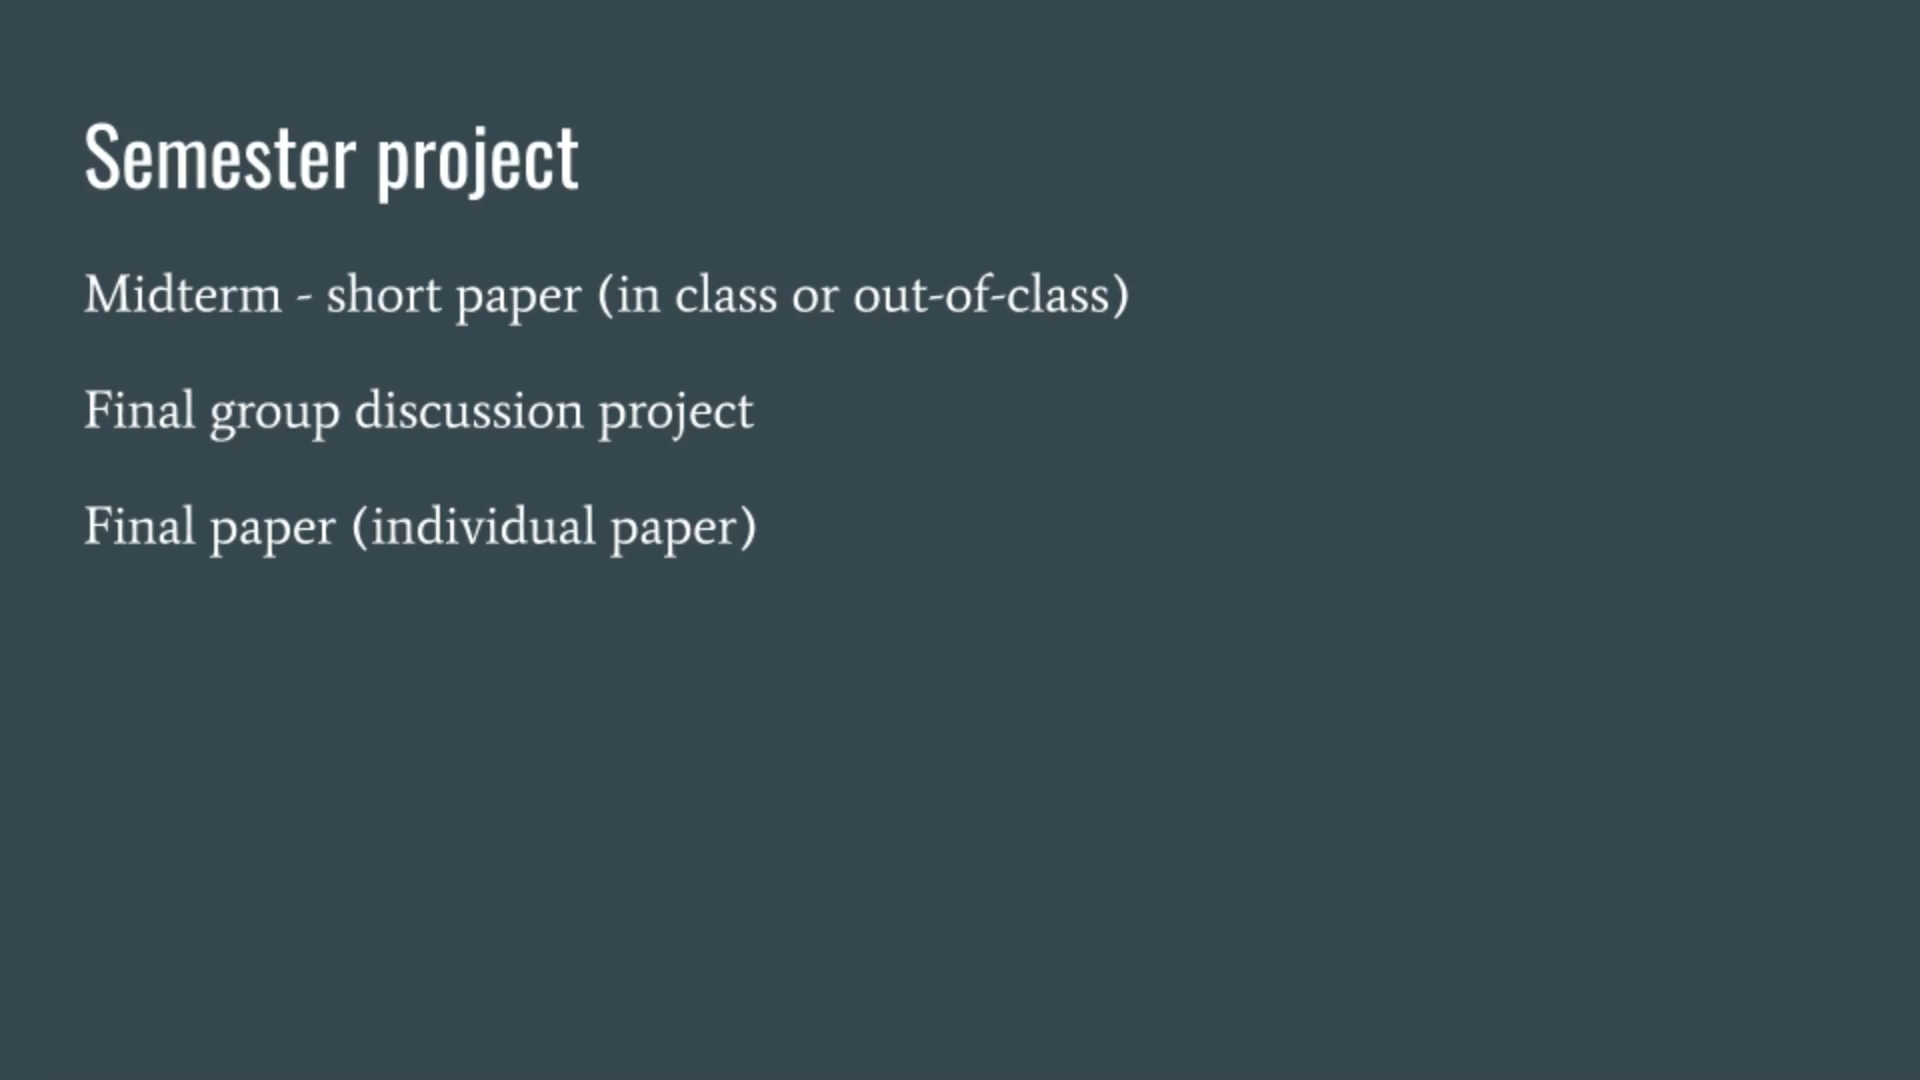 Semester project
Midterm - short paper (in class or out-of-class)
Final group discussion project
Final paper (individual paper)